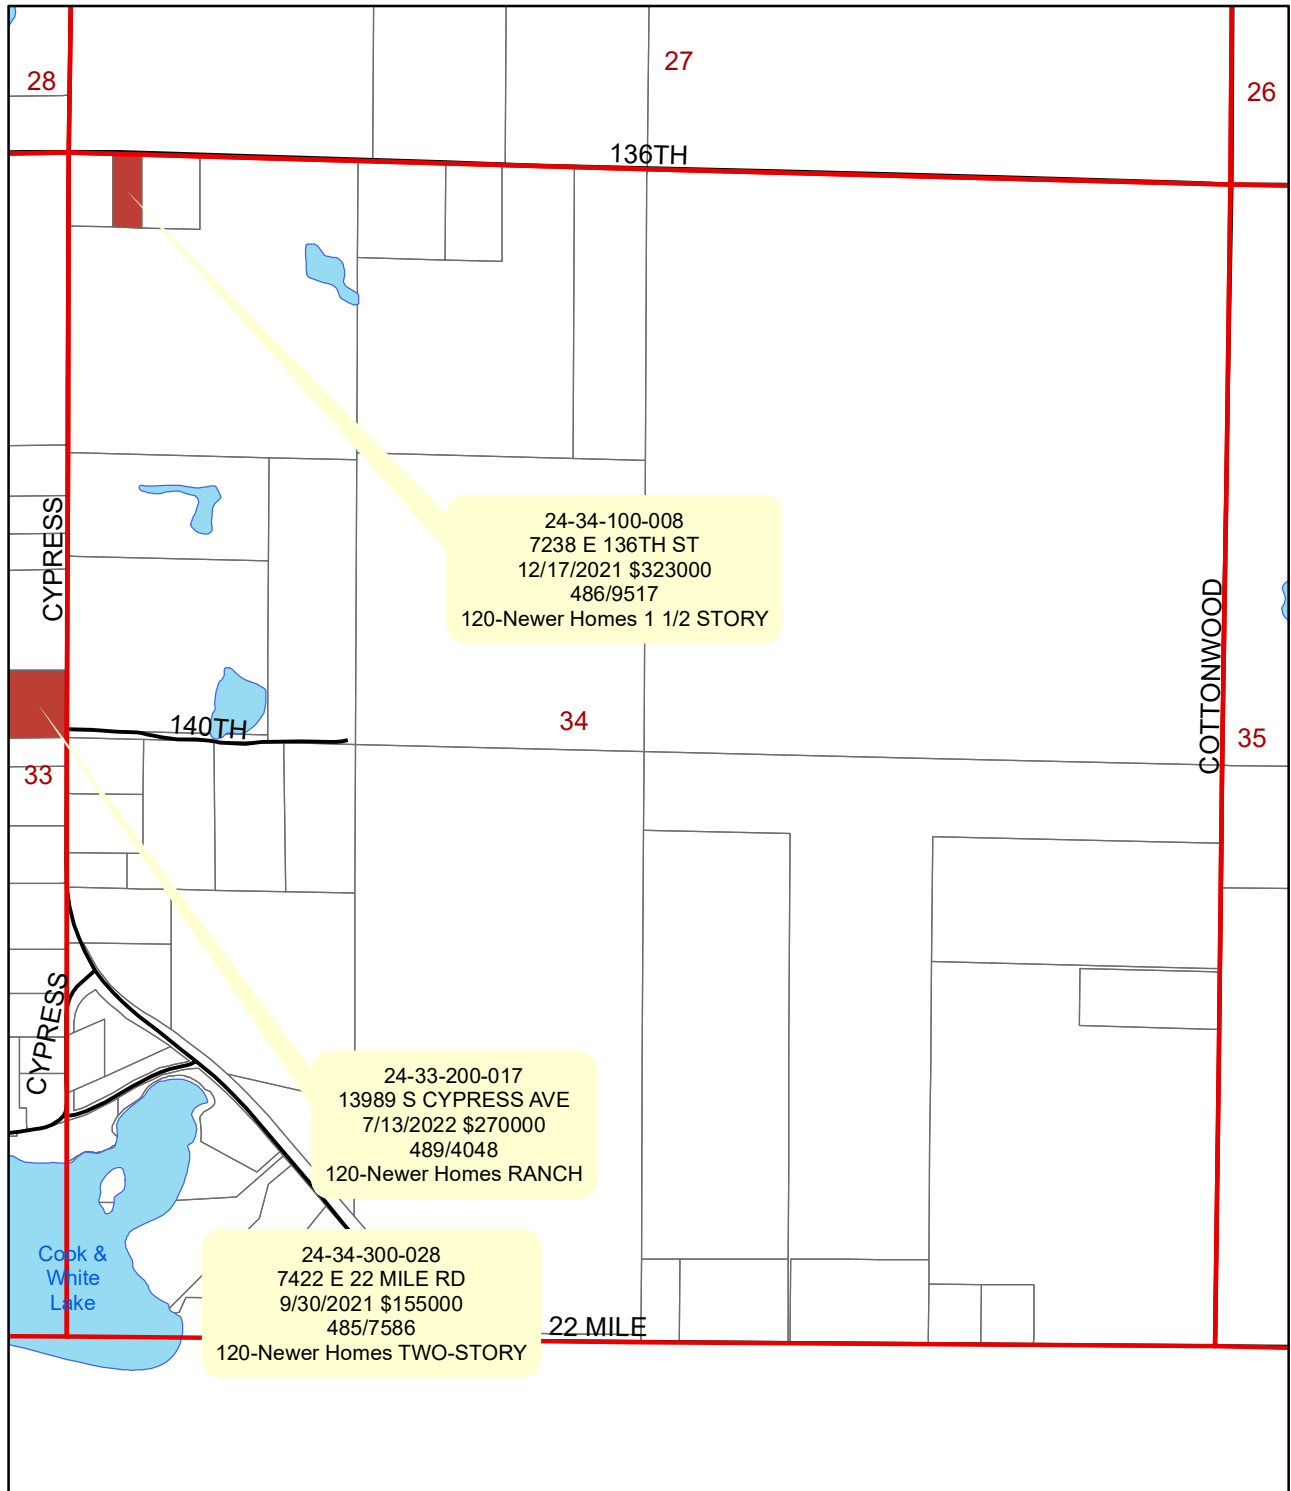 27
28
26
136TH
24-34-100-008
7238 E 136TH ST
12/17/2021 $323000
486/9517
120-Newer Homes 1 1/2 STORY
CYPRESS
COTTONWOOD
140TH
34
35
33
CYPRESS
24-33-200-017
13989 S CYPRESS AVE
7/13/2022 $270000
489/4048
120-Newer Homes RANCH
Cook &
White
Lake
24-34-300-028
7422 E 22 MILE RD
9/30/2021 $155000
485/7586
120-Newer Homes TWO-STORY
22 MILE